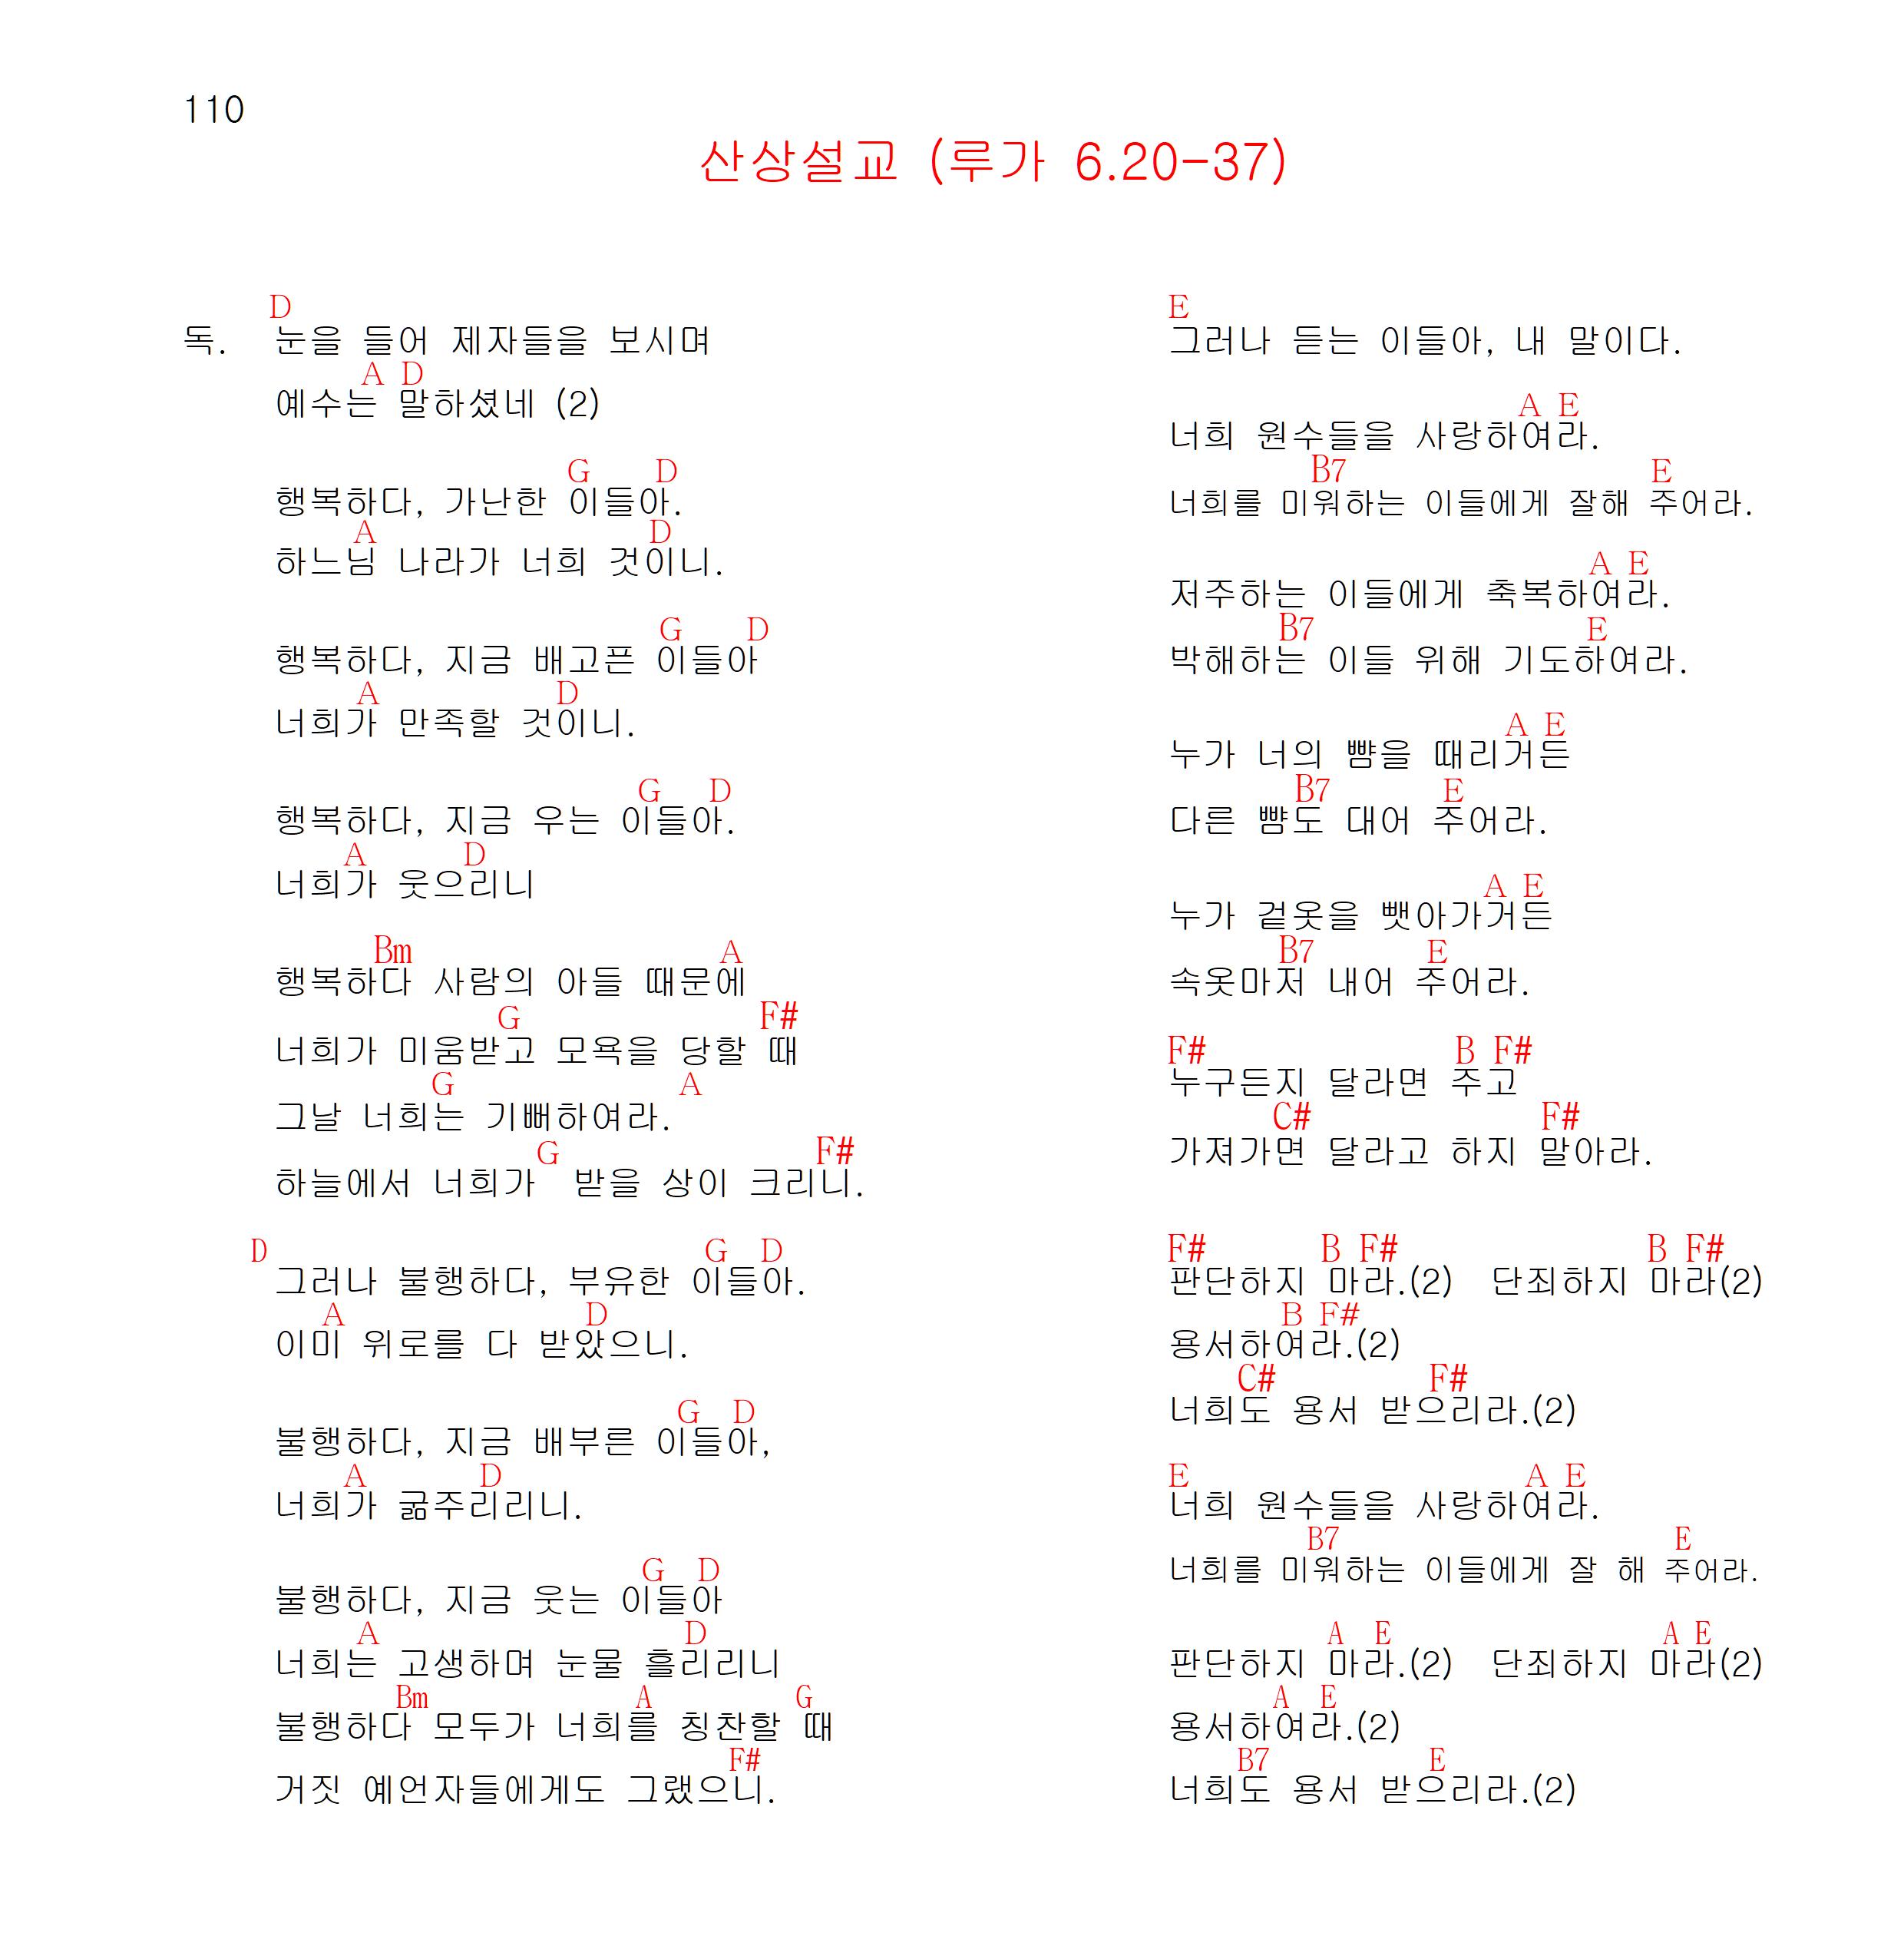 110
산상설교 (루가 6.20-37)
D
독. 눈을 들어 제자들을 보시며
A D
예수는 말하셨네 (2)
G D
행복하다, 가난한 이들아.
A D
하느님 나라가 너희 것이니.
G D
행복하다, 지금 배고픈 이들아
A D
너희가 만족할 것이니.
G D
행복하다, 지금 우는 이들아.
A D
너희가 웃으리니
Bm A
행복하다 사람의 아들 때문에
G F#
너희가 미움받고 모욕을 당할 때
G A
그날 너희는 기뻐하여라.
G F#
하늘에서 너희가 받을 상이 크리니.
D G D
그러나 불행하다, 부유한 이들아.
A D
이미 위로를 다 받았으니.
G D
불행하다, 지금 배부른 이들아,
A D
너희가 굶주리리니.
G D
불행하다, 지금 웃는 이들아
A D
너희는 고생하며 눈물 흘리리니
Bm A G
불행하다 모두가 너희를 칭찬할 때
F#
거짓 예언자들에게도 그랬으니.
E
그러나 듣는 이들아, 내 말이다.
A E
너희 원수들을 사랑하여라.
B7 E
너희를 미워하는 이들에게 잘해 주어라.
A E
저주하는 이들에게 축복하여라.
B7 E
박해하는 이들 위해 기도하여라.
A E
누가 너의 뺨을 때리거든
B7 E
다른 뺨도 대어 주어라.
A E
누가 겉옷을 뺏아가거든
B7 E
속옷마저 내어 주어라.
F# B F#
누구든지 달라면 주고
C# F#
가져가면 달라고 하지 말아라.
F# B F# B F#
판단하지 마라.(2) 단죄하지 마라(2)
B F#
용서하여라.(2)
C# F#
너희도 용서 받으리라.(2)
E A E
너희 원수들을 사랑하여라.
B7 E
너희를 미워하는 이들에게 잘 해 주어라.
A E A E
판단하지 마라.(2) 단죄하지 마라(2)
A E
용서하여라.(2)
B7 E
너희도 용서 받으리라.(2)